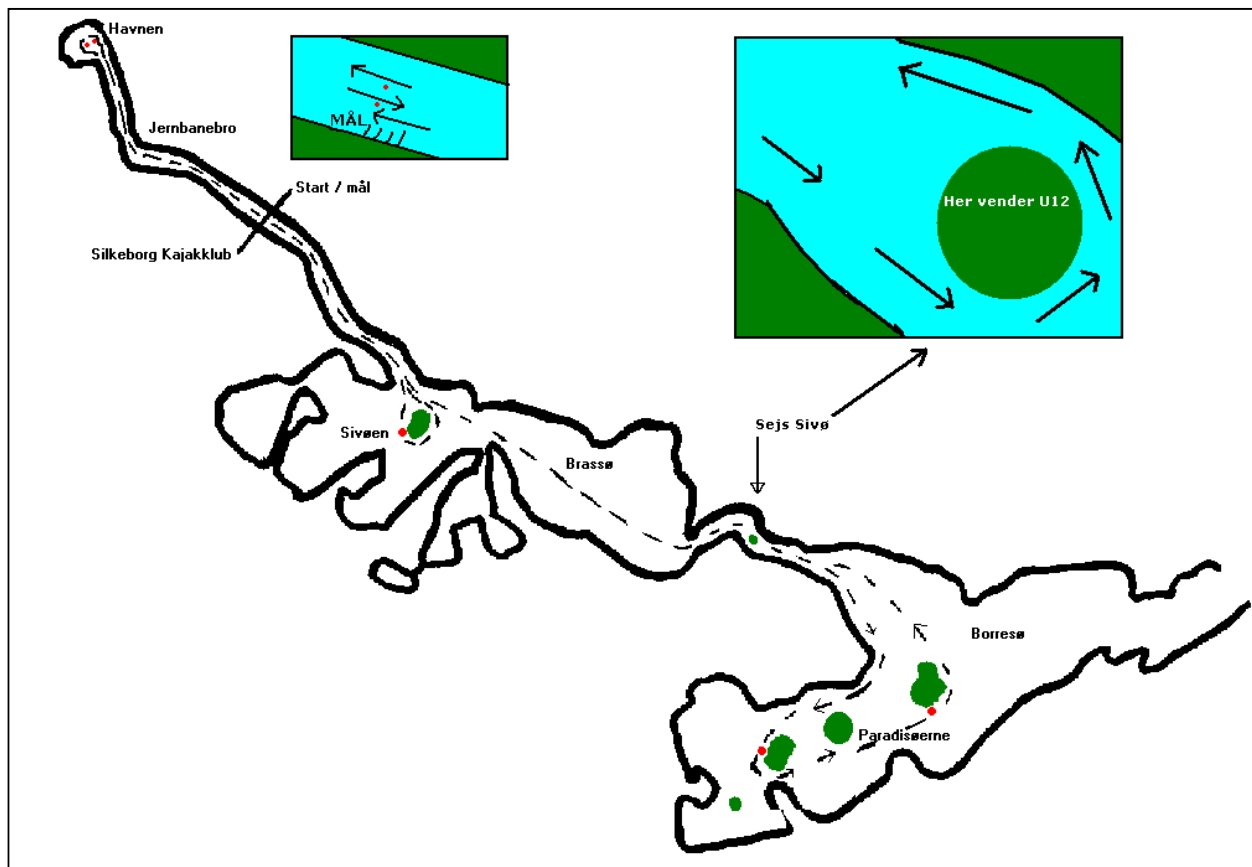 Havnen
Jernbanebro
MÅL
Start / mål
Her vender U12
Silkeborg Kajakklub
Sejs Sivø
Sivøen
Brassø
Borresø
Paradisøerne